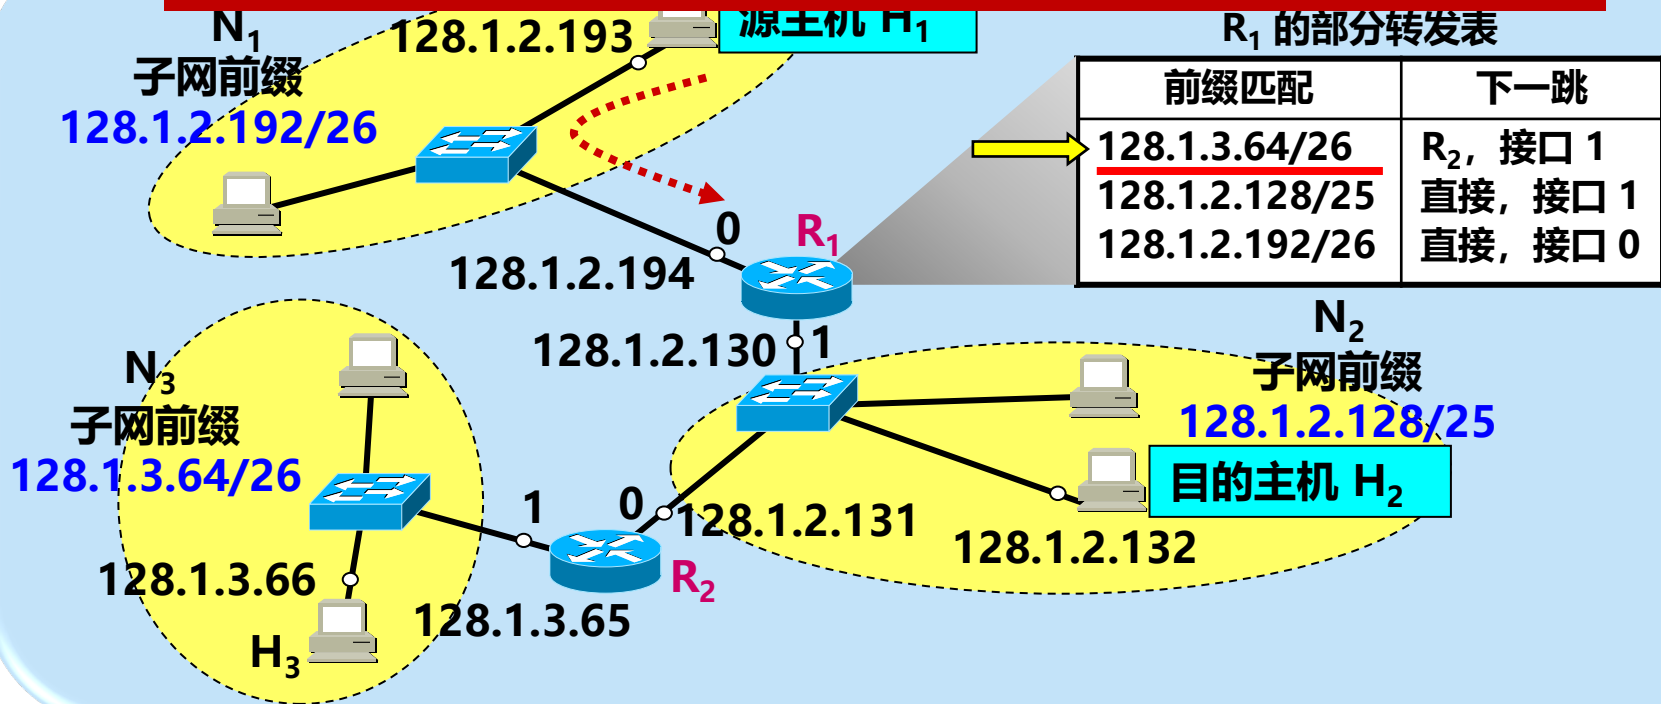 N1
子网前缀
128.1.2.192/26
128.1.2.193
源主机 H1
R1 的部分转发表
前缀匹配 下一跳
128.1.3.64/26 R2，接口 1
128.1.2.128/25 直接，接口 1
128.1.2.192/26 直接，接口 0
0
R1
128.1.2.194
128.1.2.130
1
N2
子网前缀
128.1.2.128/25
目的主机 H2
128.1.2.132
N3
子网前缀
128.1.3.64/26
1
0
128.1.2.131
R2
128.1.3.66
128.1.3.65
H3